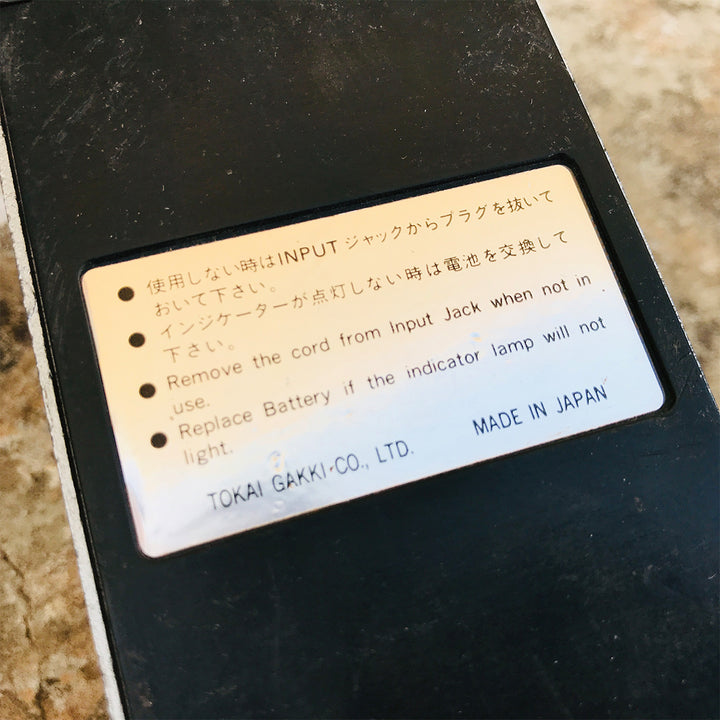 ● 使用しない時はINPUTジャックからプラグを抜いて
おいて下さい。
● インジケーターが点灯しない時は電池を交換して
下さい。
● Remove the cord from Input Jack when not in
use.
● Replace Battery if the indicator lamp will not
light.
TOKAI GAKKI CO., LTD. MADE IN JAPAN